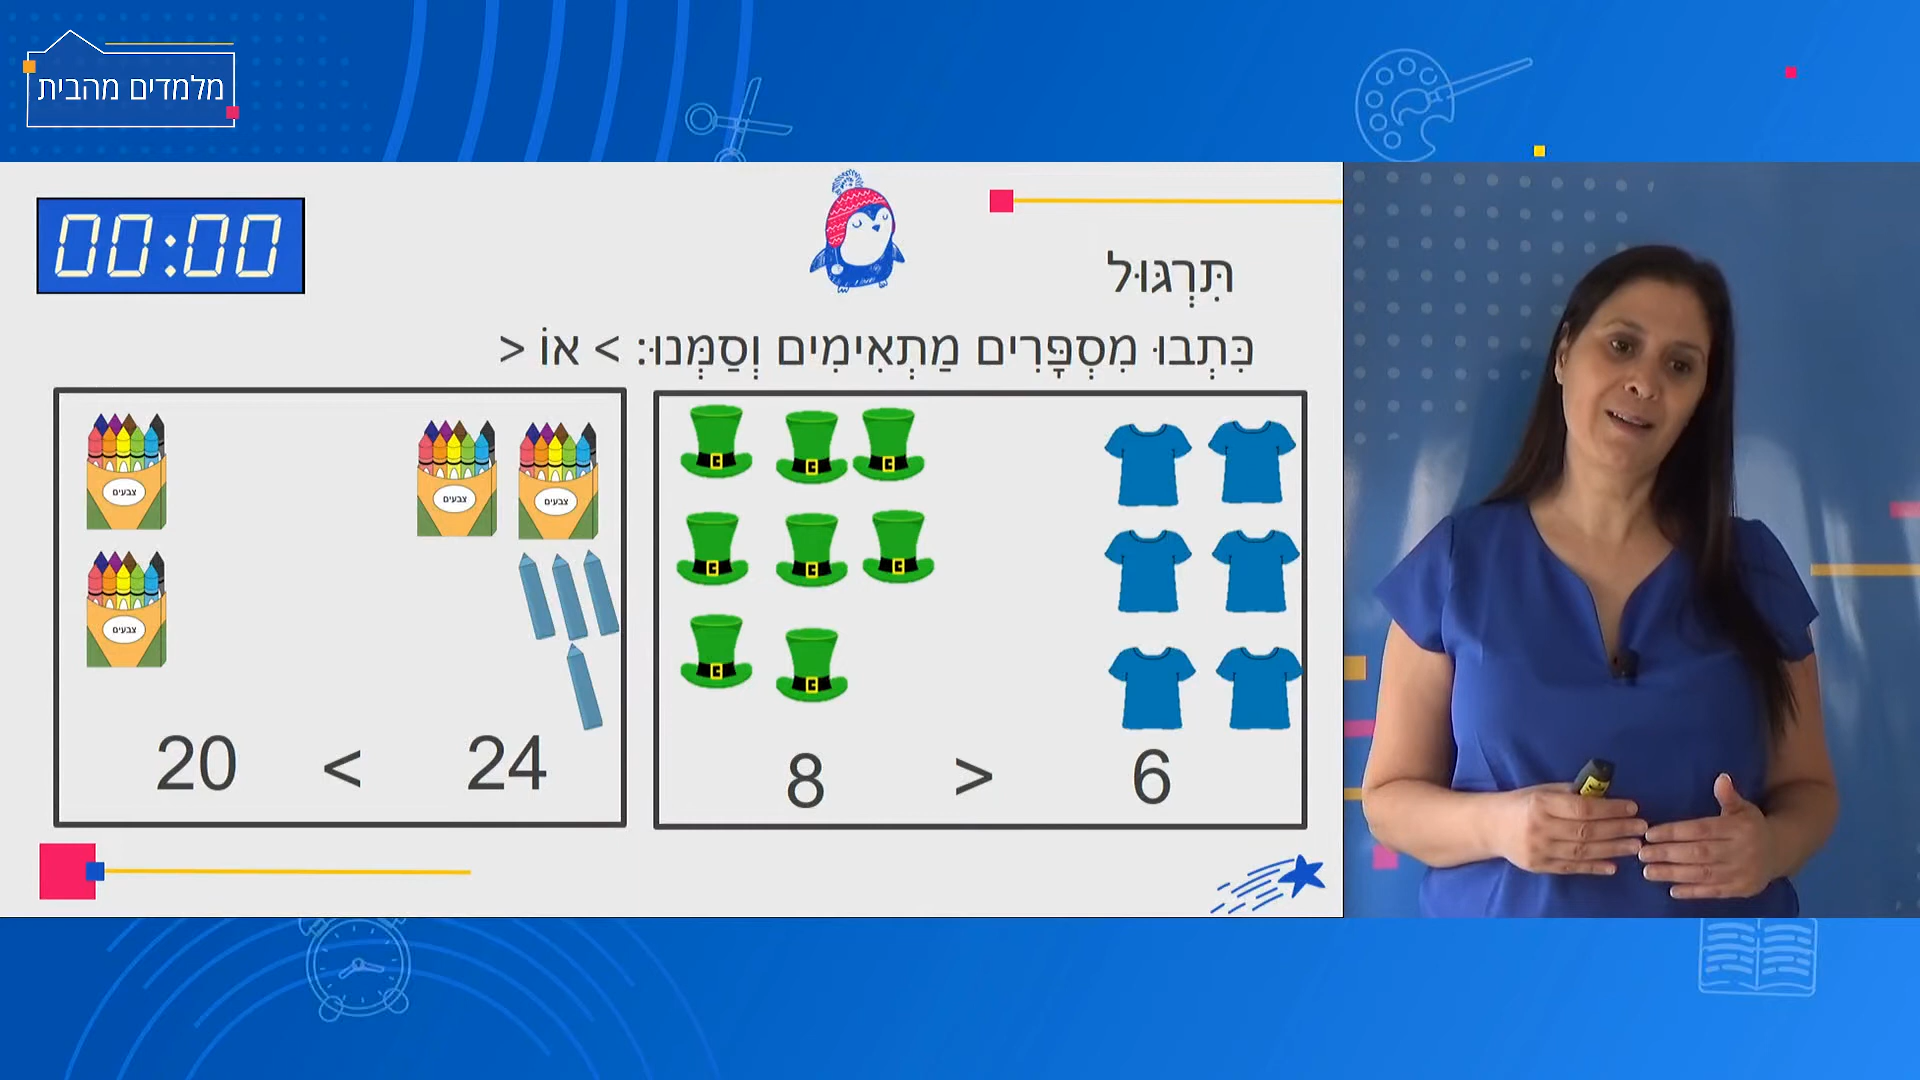 מלמדים מהבית
00:00
תִּרְגּוּל
כִּתְבוּ מִסְפָּרִים מַתְאִימִים וְסַמְּנוּ: > אוֹ <
צבעים
צבעים
צבעים
צבעים
20 < 24
8 > 6